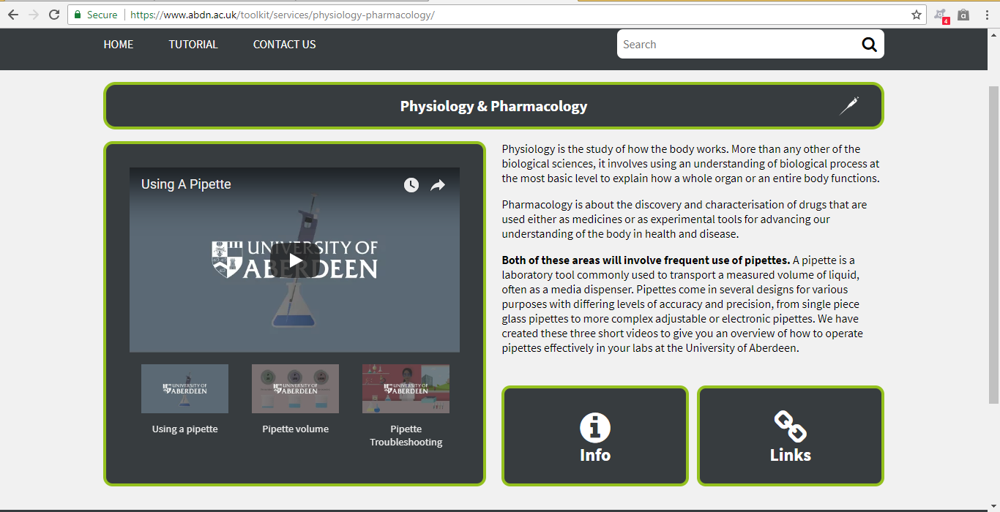 Secure
https://www.abdn.ac.uk/toolkit/services/physiology-pharmacology/
4
HOME
TUTORIAL
CONTACT US
Search
Physiology & Pharmacology
Using A Pipette
UNIVERSITY OF
ABERDEEN
UNIVERSITY OF
ABERDEEN
UNIVERSITY OF
ABERDEEN
UNIVERSITY OF
ABERDEEN
Using a pipette
Pipette volume
Pipette
Troubleshooting
Physiology is the study of how the body works. More than any other of the
biological sciences, it involves using an understanding of biological process at
the most basic level to explain how a whole organ or an entire body functions.
Pharmacology is about the discovery and characterisation of drugs that are
used either as medicines or as experimental tools for advancing our
understanding of the body in health and disease.
Both of these areas will involve frequent use of pipettes. A pipette is a
laboratory tool commonly used to transport a measured volume of liquid,
often as a media dispenser. Pipettes come in several designs for various
purposes with differing levels of accuracy and precision, from single piece
glass pipettes to more complex adjustable or electronic pipettes. We have
created these three short videos to give you an overview of how to operate
pipettes effectively in your labs at the University of Aberdeen.
Info
Links